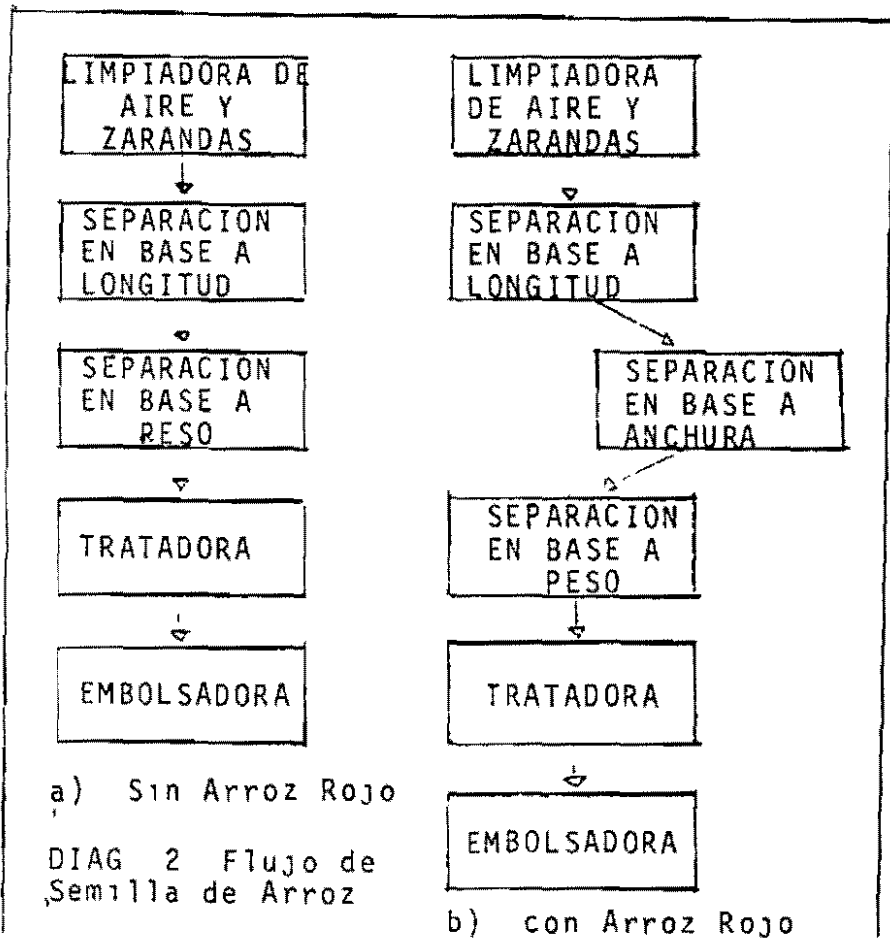 LIMPIADORA DE
AIRE Y
ZARANDAS
SEPARACION
EN BASE A
LONGITUD
SEPARACION
EN BASE A
PESO
TRATADORA
EMBOLSADORA
a) Sin Arroz Rojo
DIAG 2 Flujo de
Semilla de Arroz
LIMPIADORA
DE AIRE Y
ZARANDAS
SEPARACION
EN BASE A
LONGITUD
SEPARACION
EN BASE A
ANCHURA
SEPARACION
EN BASE A
PESO
TRATADORA
EMBOLSADORA
b) con Arroz Rojo